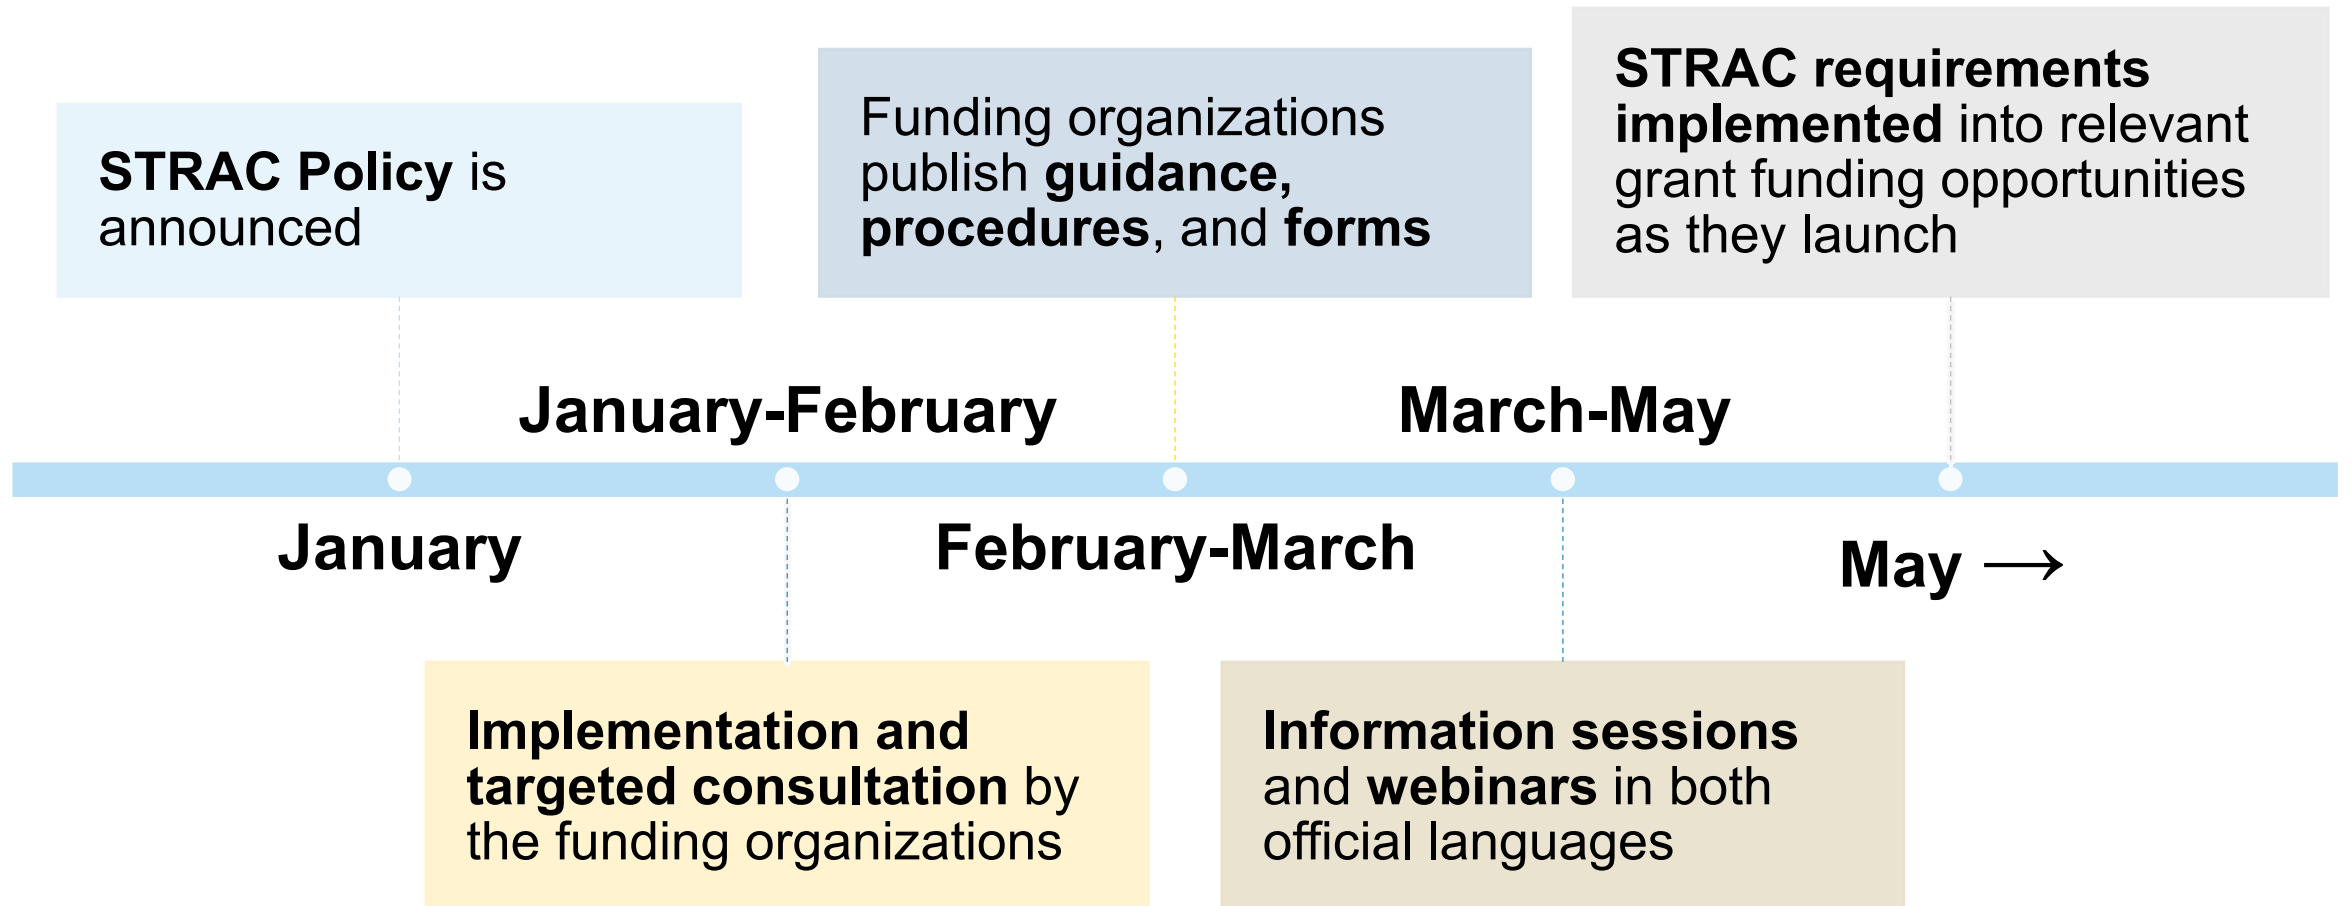 STRAC Policy is
announced
Funding organizations
publish guidance,
procedures, and forms
STRAC requirements
implemented into relevant
grant funding opportunities
as they launch
January-February
March-May
January
February-March
May →
Implementation and
targeted consultation by
the funding organizations
Information sessions
and webinars in both
official languages